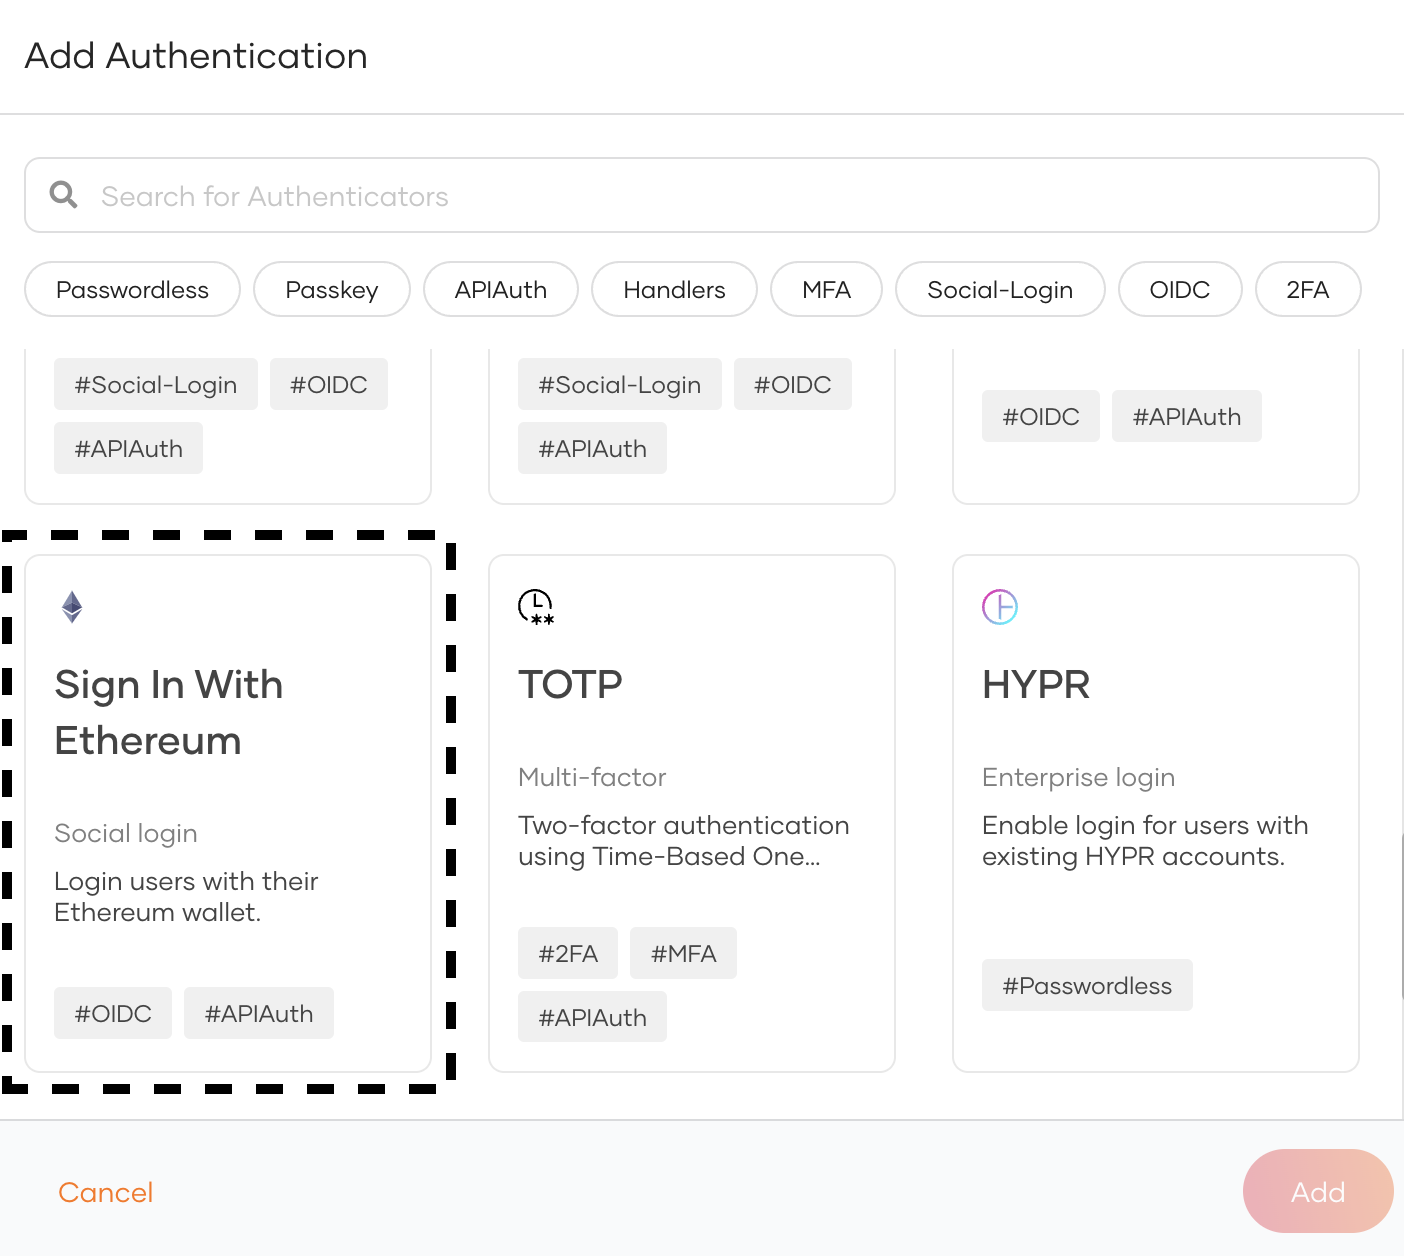 Add Authentication
Search for Authenticators
Passwordless Passkey APIAuth Handlers MFA Social-Login OIDC 2FA
#Social-Login #OIDC
#APIAuth
#Social-Login #OIDC
#APIAuth
#OIDC #APIAuth
Sign In With
Ethereum
Social login
Login users with their
Ethereum wallet.
#OIDC #APIAuth
TOTP
Multi-factor
Two-factor authentication
using Time-Based One...
#2FA #MFA
#APIAuth
HYPR
Enterprise login
Enable login for users with
existing HYPR accounts.
#Passwordless
Cancel
Add